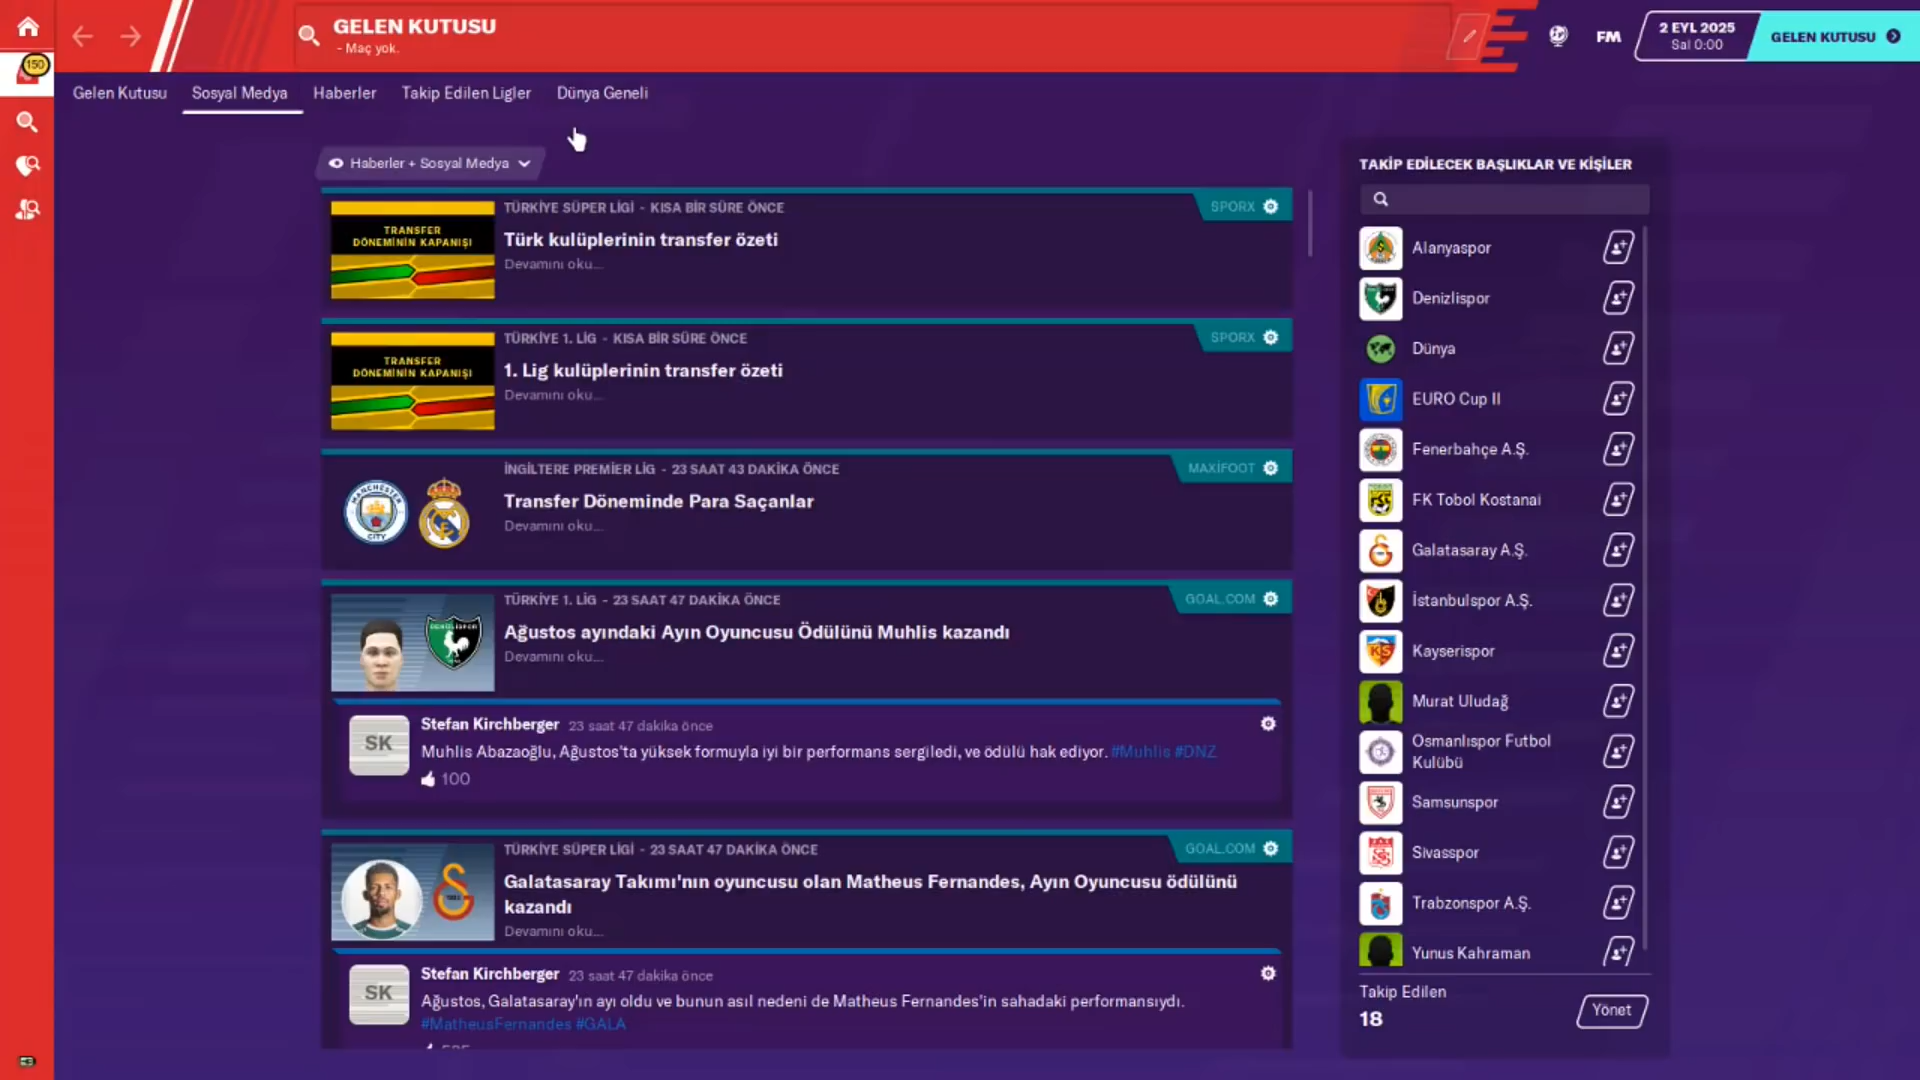 GELEN KUTUSU
- Maç yok.
FM
2 EYL 2025
Sal 0:00
GELEN KUTUSU
150
Gelen Kutusu
Sosyal Medya
Haberler
Takip Edilen Ligler
Dünya Geneli
Haberler + Sosyal Medya
TRANSFER
DÖNEMİNİN KAPANIŞI
TÜRKİYE SÜPER LİGİ - KISA BİR SÜRE ÖNCE
SPORX
Türk kulüplerinin transfer özeti
Devamını oku...
TRANSFER
DÖNEMİNİN KAPANIŞI
TÜRKİYE 1. LİG - KISA BİR SÜRE ÖNCE
SPORX
1. Lig kulüplerinin transfer özeti
Devamını oku...
MANCHESTER
CITY
İNGİLTERE PREMİER LİG - 23 SAAT 43 DAKİKA ÖNCE
MAXİFOOT
Transfer Döneminde Para Saçanlar
Devamını oku...
TÜRKİYE 1. LİG - 23 SAAT 47 DAKİKA ÖNCE
GOAL.COM
Ağustos ayındaki Ayın Oyuncusu Ödülünü Muhlis kazandı
Devamını oku...
SK
Stefan Kirchberger 23 saat 47 dakika önce
Muhlis Abazaoğlu, Ağustos'ta yüksek formuyla iyi bir performans sergiledi, ve ödülü hak ediyor. #Muhlis #DNZ
100
TÜRKİYE SÜPER LİGİ - 23 SAAT 47 DAKİKA ÖNCE
GOAL.COM
Galatasaray Takımı'nın oyuncusu olan Matheus Fernandes, Ayın Oyuncusu ödülünü
kazandı
Devamını oku...
SK
Stefan Kirchberger 23 saat 47 dakika önce
Ağustos, Galatasaray'ın ayı oldu ve bunun asıl nedeni de Matheus Fernandes'in sahadaki performansıydı.
#MatheusFernandes #GALA
TAKİP EDİLECEK BAŞLIKLAR VE KİŞİLER
Alanyaspor
Denizlispor
Dünya
EURO Cup II
Fenerbahçe A.Ş.
FK Tobol Kostanai
Galatasaray A.Ş.
İstanbulspor A.Ş.
Kayserispor
Murat Uludağ
Osmanlıspor Futbol
Kulübü
Samsunspor
Sivasspor
Trabzonspor A.Ş.
Yunus Kahraman
Takip Edilen
18
Yönet